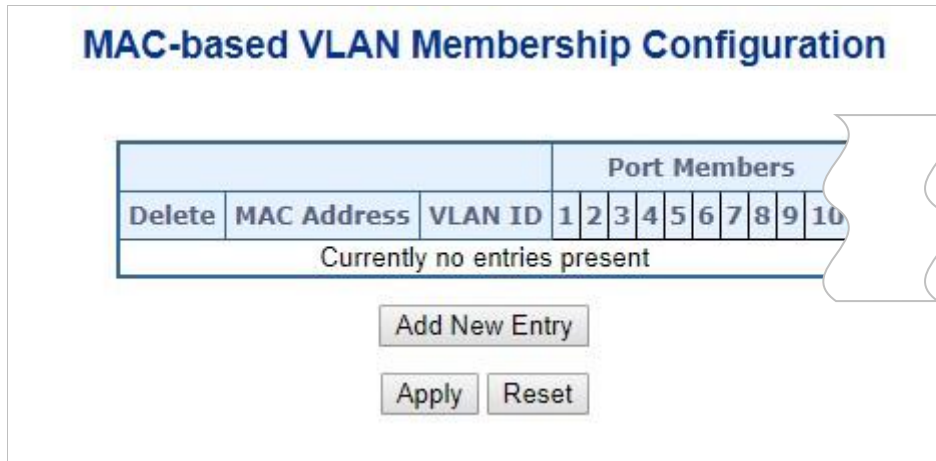 MAC-based VLAN Membership Configuration
Port Members
Delete MAC Address VLAN ID 1 2 3 4 5 6 7 8 9 10
Currently no entries present
Add New Entry
Apply Reset